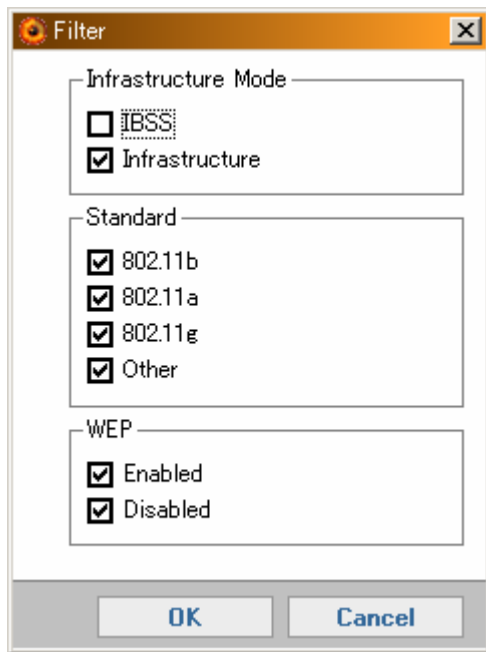 Filter
Infrastructure Mode
IBSS
Infrastructure
Standard
802.11b
802.11a
802.11g
Other
WEP
Enabled
Disabled
OK Cancel